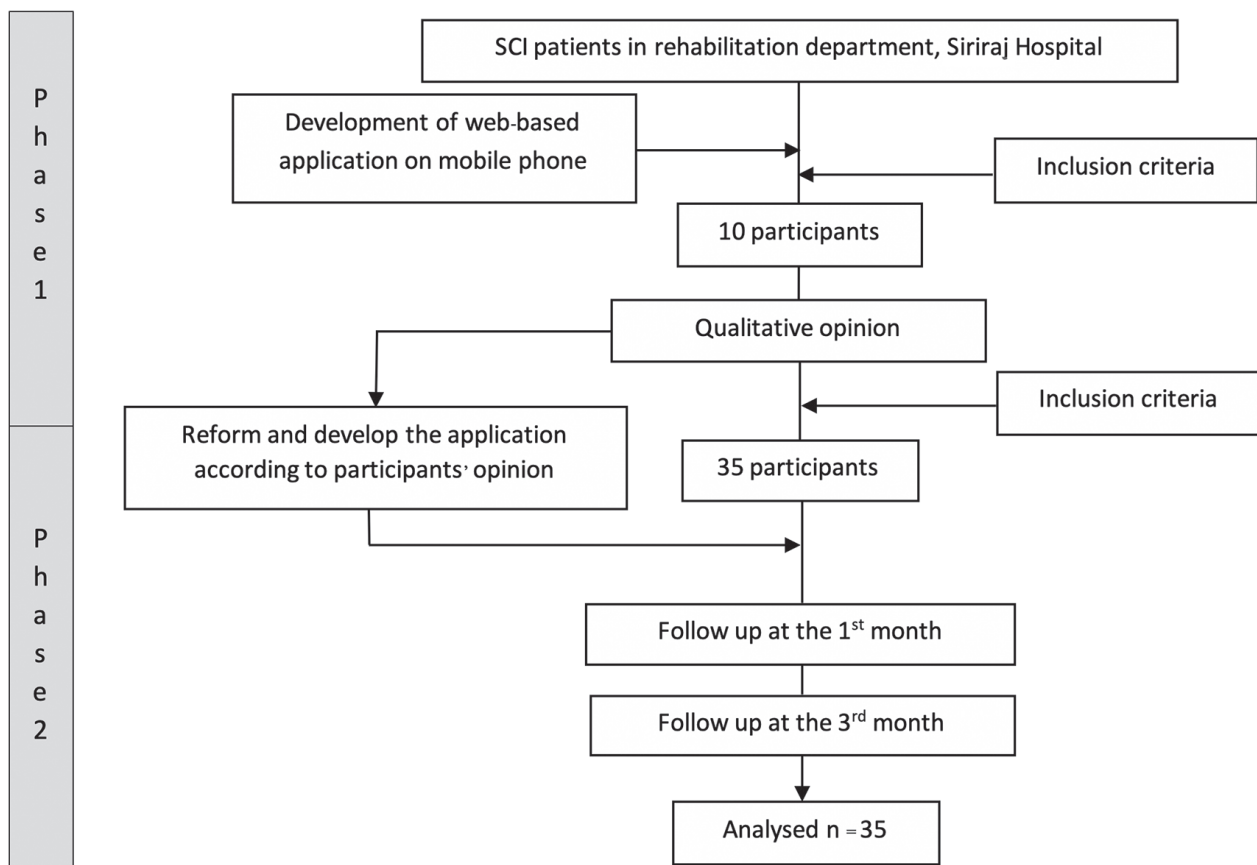 Phase1
SCI patients in rehabilitation department, Siriraj Hospital
Development of web-based
application on mobile phone
Inclusion criteria
10 participants
Qualitative opinion
Inclusion criteria
Reform and develop the application
according to participants' opinion
35 participants
Phase2
Follow up at the 1st month
Follow up at the 3rd month
Analysed n = 35